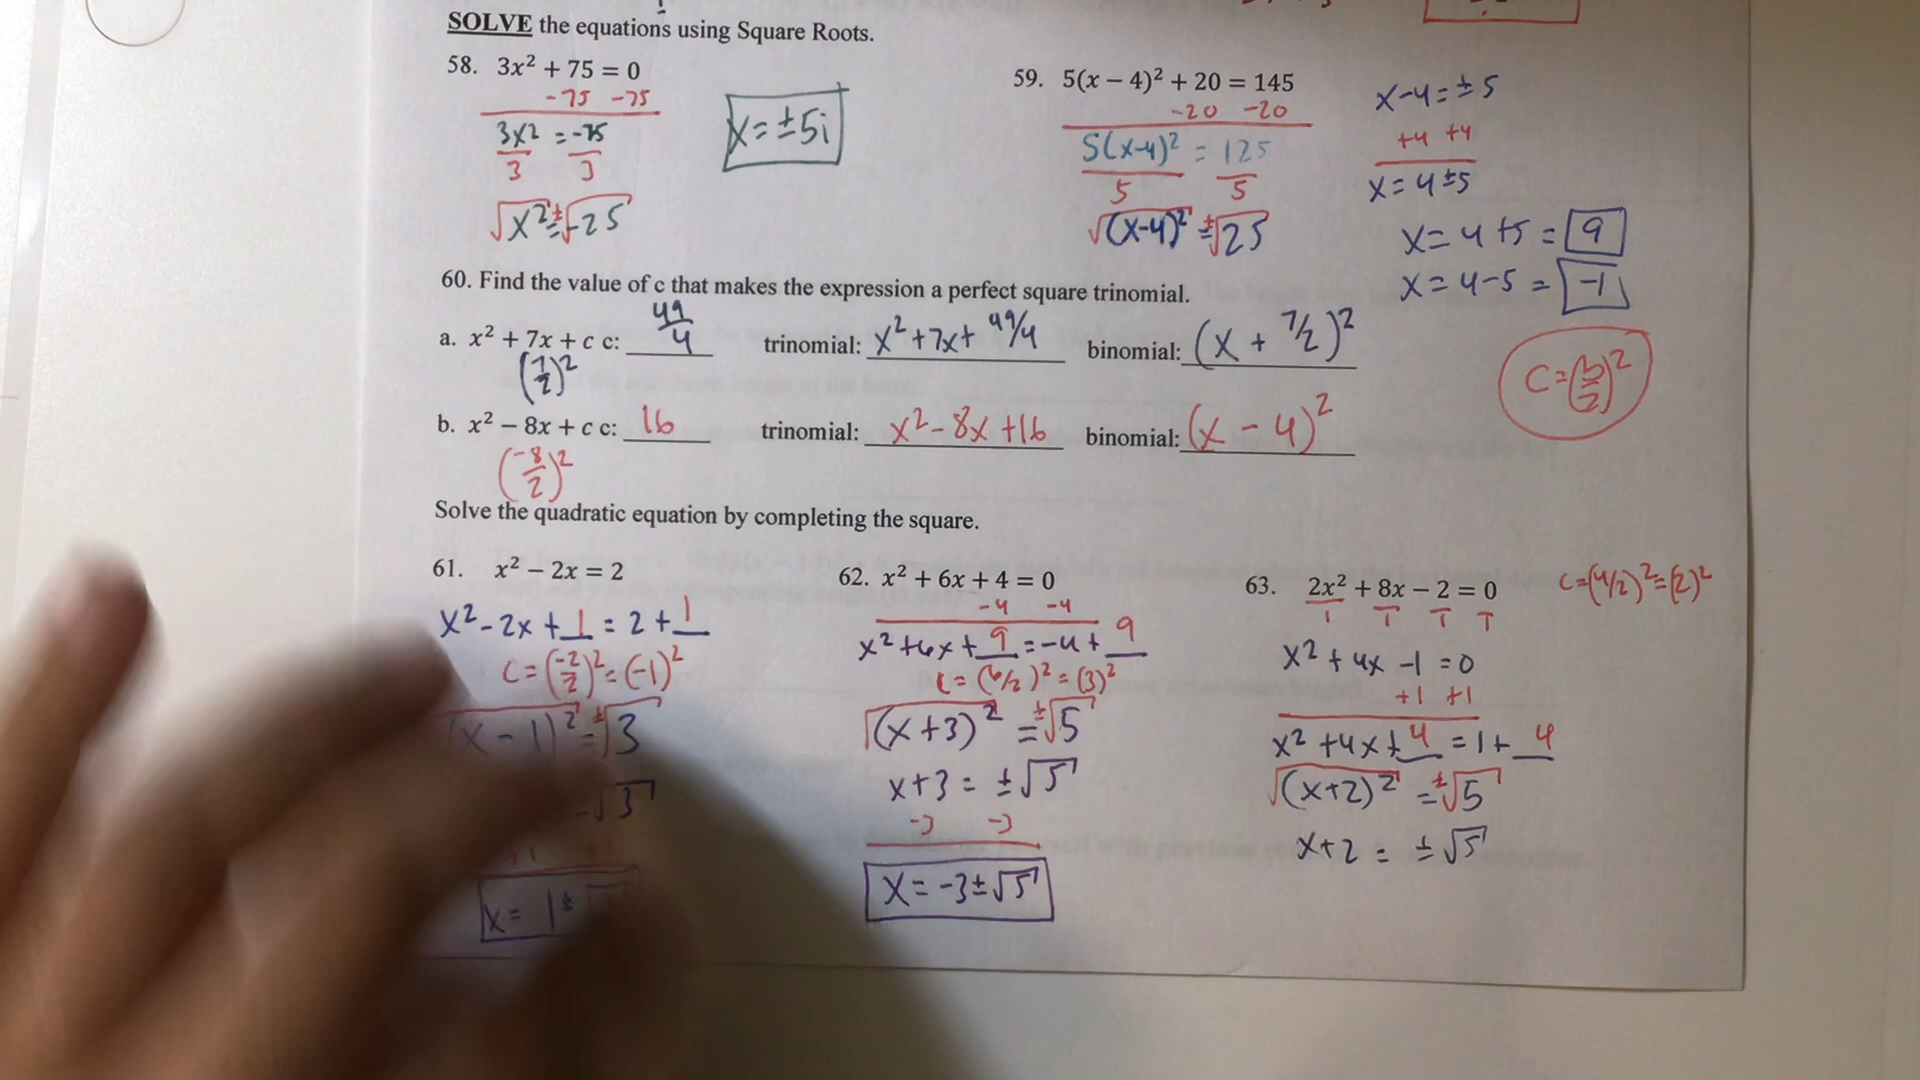 SOLVE the equations using Square Roots.
58. 3x² + 75 = 0
-75 -75
3x² = -75
3 3
√x² = ±√-25
x = ±5i
59. 5(x − 4)² + 20 = 145
-20 -20
5(x-4)² = 125
5 5
√(x-4)² = ±√25
x-4 = ±5
+4 +4
x = 4±5
x = 4+5 = 9
x = 4-5 = -1
60. Find the value of c that makes the expression a perfect square trinomial.
a. x² + 7x + c c: 49/4 trinomial: x² + 7x + 49/4 binomial: (x + 7/2)²
(7/2)²
C = (b/2)²
b. x² − 8x + c c: 16 trinomial: x² - 8x + 16 binomial: (x - 4)²
(-8/2)²
Solve the quadratic equation by completing the square.
61. x² − 2x = 2
x² - 2x + 1 = 2 + 1
C = (-2/2)² = (-1)²
(x - 1)² = ±√3
√3
+1
x = 1 ±
62. x² + 6x + 4 = 0
-4 -4
x² + 6x + 9 = -4 + 9
C = (6/2)² = (3)²
√(x+3)² = ±√5
x+3 = ±√5
-3 -3
x = -3±√5
63. 2x² + 8x − 2 = 0
C = (4/2)² = (2)²
x² + 4x - 1 = 0
+1 +1
x² + 4x + 4 = 1 + 4
√(x+2)² = ±√5
x+2 = ±√5